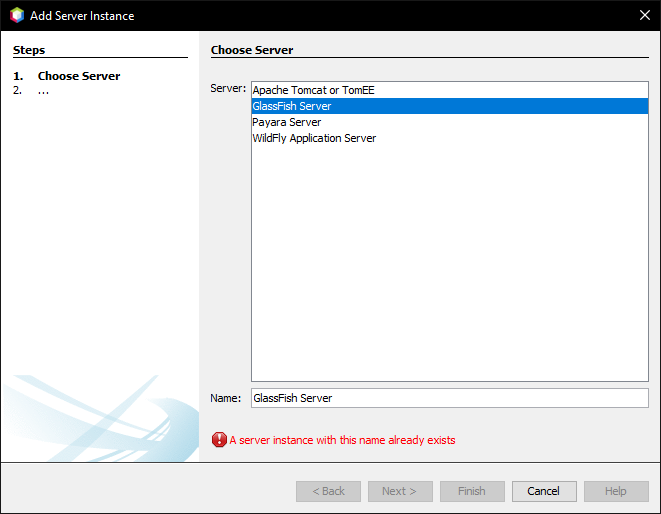 Add Server Instance
Steps
1. Choose Server
2. ...
Choose Server
Server:
Apache Tomcat or TomEE
GlassFish Server
Payara Server
WildFly Application Server
Name: GlassFish Server
A server instance with this name already exists
< Back Next > Finish Cancel Help